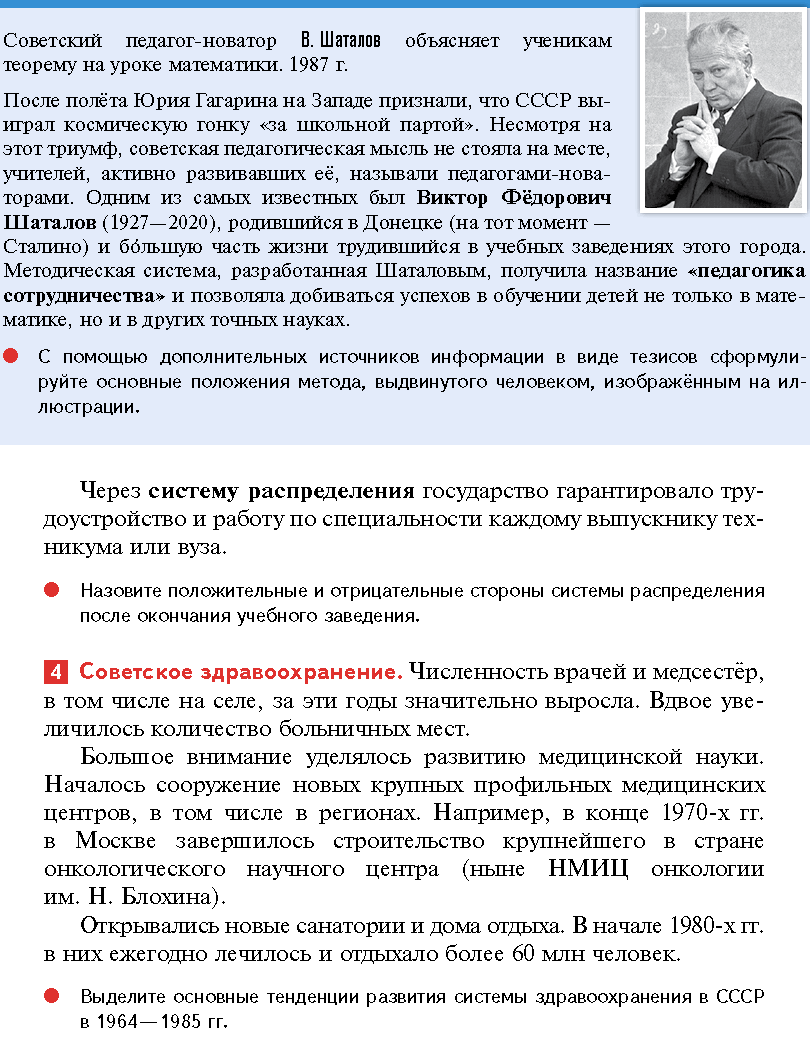 Советский педагог-новатор В. Шаталов объясняет ученикам
теорему на уроке математики. 1987 г.
После полёта Юрия Гагарина на Западе признали, что СССР вы-
играл космическую гонку «за школьной партой». Несмотря на
этот триумф, советская педагогическая мысль не стояла на месте,
учителей, активно развивавших её, называли педагогами-нова-
торами. Одним из самых известных был Виктор Фёдорович
Шаталов (1927—2020), родившийся в Донецке (на тот момент —
Сталино) и бо́льшую часть жизни трудившийся в учебных заведениях этого города.
Методическая система, разработанная Шаталовым, получила название «педагогика
сотрудничества» и позволяла добиваться успехов в обучении детей не только в мате-
матике, но и в других точных науках.
С помощью дополнительных источников информации в виде тезисов сформули-
руйте основные положения метода, выдвинутого человеком, изображённым на ил-
люстрации.
Через систему распределения государство гарантировало тру-
доустройство и работу по специальности каждому выпускнику тех-
никума или вуза.
Назовите положительные и отрицательные стороны системы распределения
после окончания учебного заведения.
4 Советское здравоохранение. Численность врачей и медсестёр,
в том числе на селе, за эти годы значительно выросла. Вдвое уве-
личилось количество больничных мест.
Большое внимание уделялось развитию медицинской науки.
Началось сооружение новых крупных профильных медицинских
центров, в том числе в регионах. Например, в конце 1970-х гг.
в Москве завершилось строительство крупнейшего в стране
онкологического научного центра (ныне НМИЦ онкологии
им. Н. Блохина).
Открывались новые санатории и дома отдыха. В начале 1980-х гг.
в них ежегодно лечилось и отдыхало более 60 млн человек.
Выделите основные тенденции развития системы здравоохранения в СССР
в 1964—1985 гг.